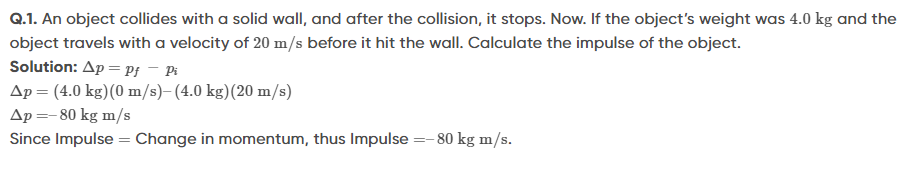 Q.1. An object collides with a solid wall, and after the collision, it stops. Now. If the object's weight was 4.0 kg and the
object travels with a velocity of 20 m/s before it hit the wall. Calculate the impulse of the object.
Solution: Δp = pf − pi
Δp = (4.0 kg)(0 m/s)–(4.0 kg)(20 m/s)
Δp =–80 kg m/s
Since Impulse = Change in momentum, thus Impulse =–80 kg m/s.